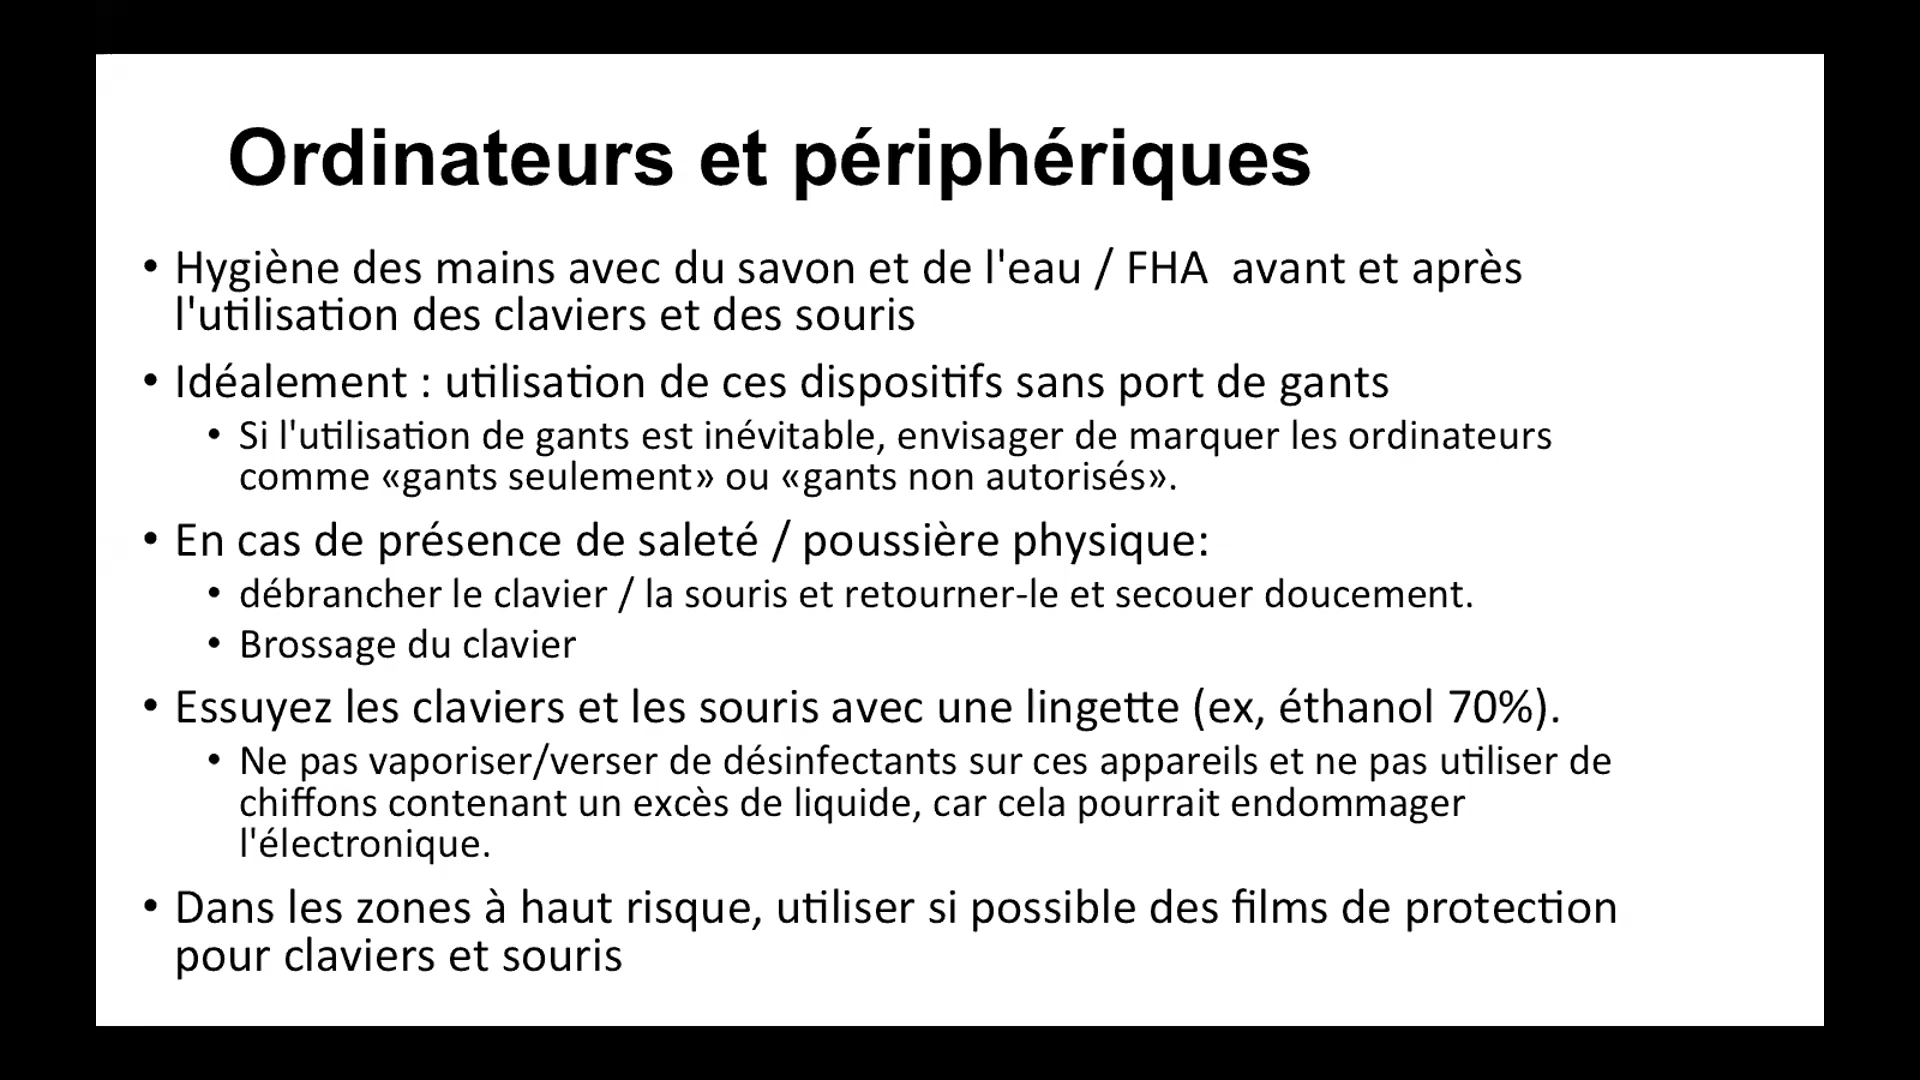 Ordinateurs et périphériques
• Hygiène des mains avec du savon et de l'eau / FHA  avant et après
l'utilisation des claviers et des souris
• Idéalement : utilisation de ces dispositifs sans port de gants
• Si l'utilisation de gants est inévitable, envisager de marquer les ordinateurs
comme «gants seulement» ou «gants non autorisés».
• En cas de présence de saleté / poussière physique:
• débrancher le clavier / la souris et retourner-le et secouer doucement.
• Brossage du clavier
• Essuyez les claviers et les souris avec une lingette (ex, éthanol 70%).
• Ne pas vaporiser/verser de désinfectants sur ces appareils et ne pas utiliser de
chiffons contenant un excès de liquide, car cela pourrait endommager
l'électronique.
• Dans les zones à haut risque, utiliser si possible des films de protection
pour claviers et souris